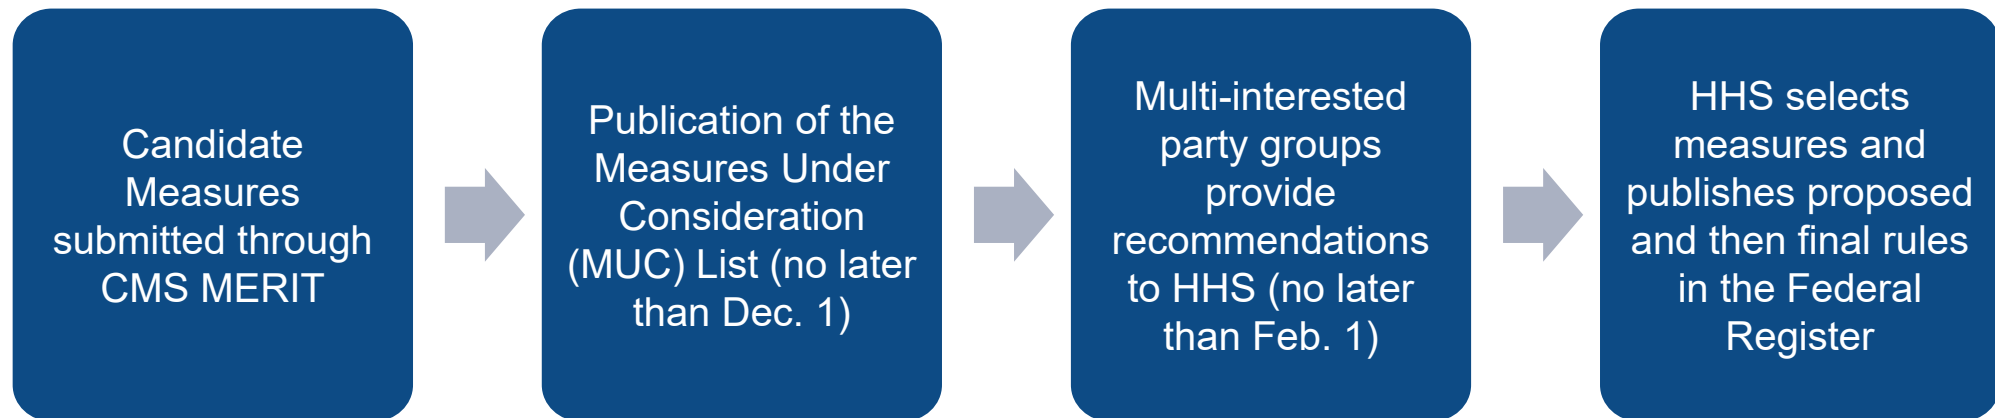 Candidate
Measures
submitted through
CMS MERIT
Publication of the
Measures Under
Consideration
(MUC) List (no later
than Dec. 1)
Multi-interested
party groups
provide
recommendations
to HHS (no later
than Feb. 1)
HHS selects
measures and
publishes proposed
and then final rules
in the Federal
Register